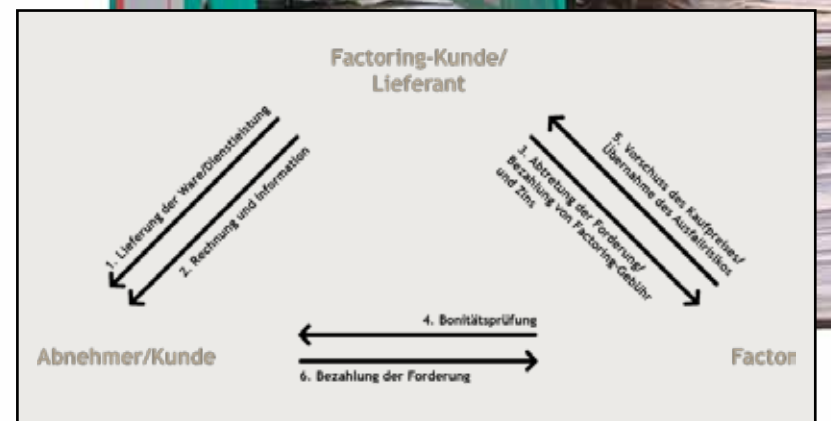 Factoring-Kunde/
Lieferant
1. Lieferung der Ware/Dienstleistung
2. Rechnung und Information
5. Vorschuss des Kaufpreises/
Übernahme des Ausfallrisikos
3. Abtretung der Forderung/
Bezahlung von Factoring-Gebühr
und Zins
4. Bonitätsprüfung
Abnehmer/Kunde
Factor
6. Bezahlung der Forderung